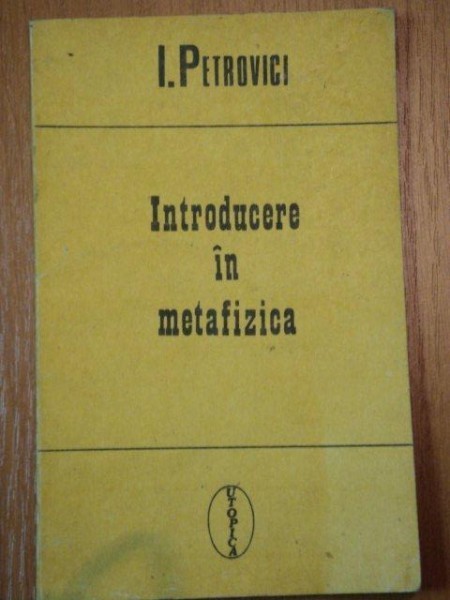 I. PETROVICI
Introducere
în
metafizica
UTOPICA